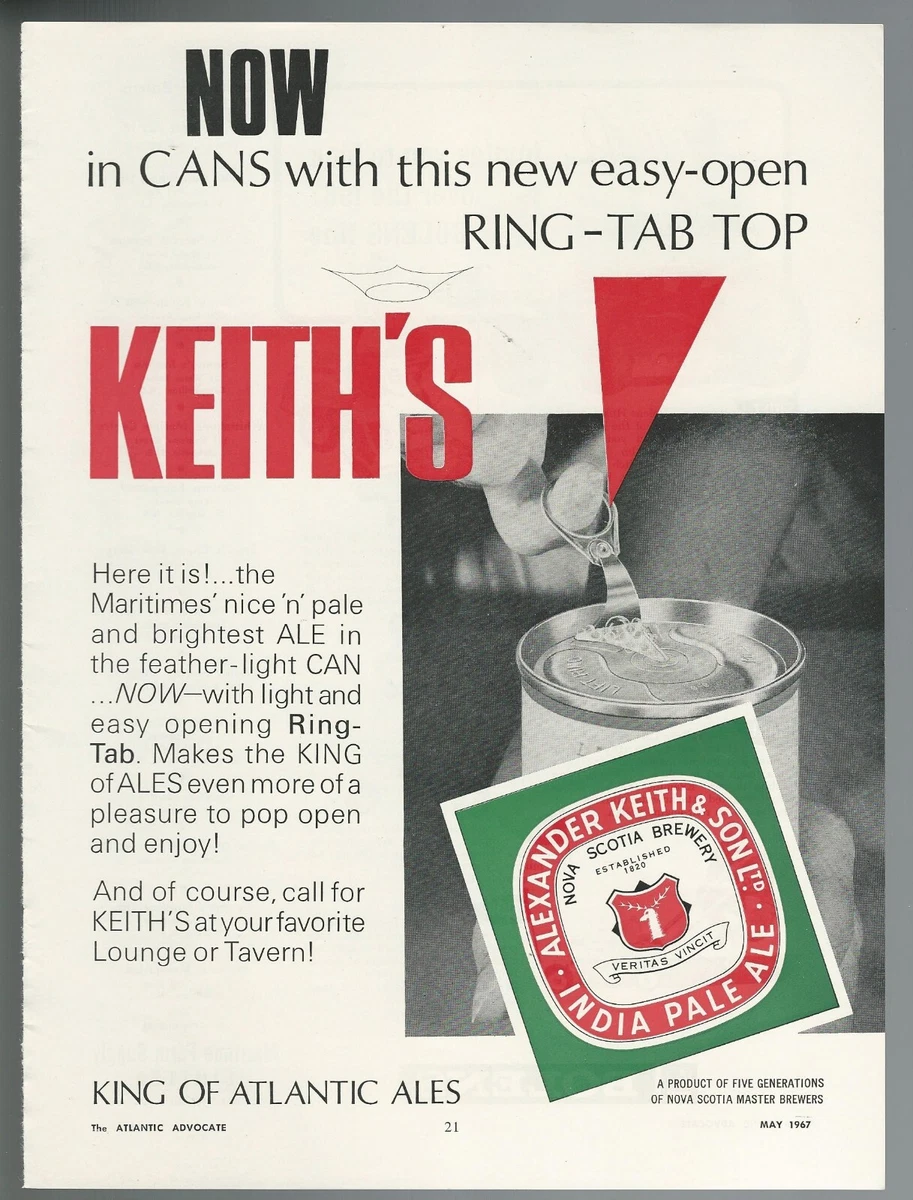 NOW
in CANS with this new easy-open
RING-TAB TOP
KEITH'S
Here it is!...the
Maritimes' nice 'n' pale
and brightest ALE in
the feather-light CAN
...NOW—with light and
easy opening Ring-
Tab. Makes the KING
of ALES even more of a
pleasure to pop open
and enjoy!
And of course, call for
KEITH'S at your favorite
Lounge or Tavern!
ALEXANDER KEITH & SON LTD.
NOVA SCOTIA BREWERY
ESTABLISHED
1820
VERITAS VINCIT
INDIA PALE ALE
KING OF ATLANTIC ALES
A PRODUCT OF FIVE GENERATIONS
OF NOVA SCOTIA MASTER BREWERS
The ATLANTIC ADVOCATE
21
MAY 1967